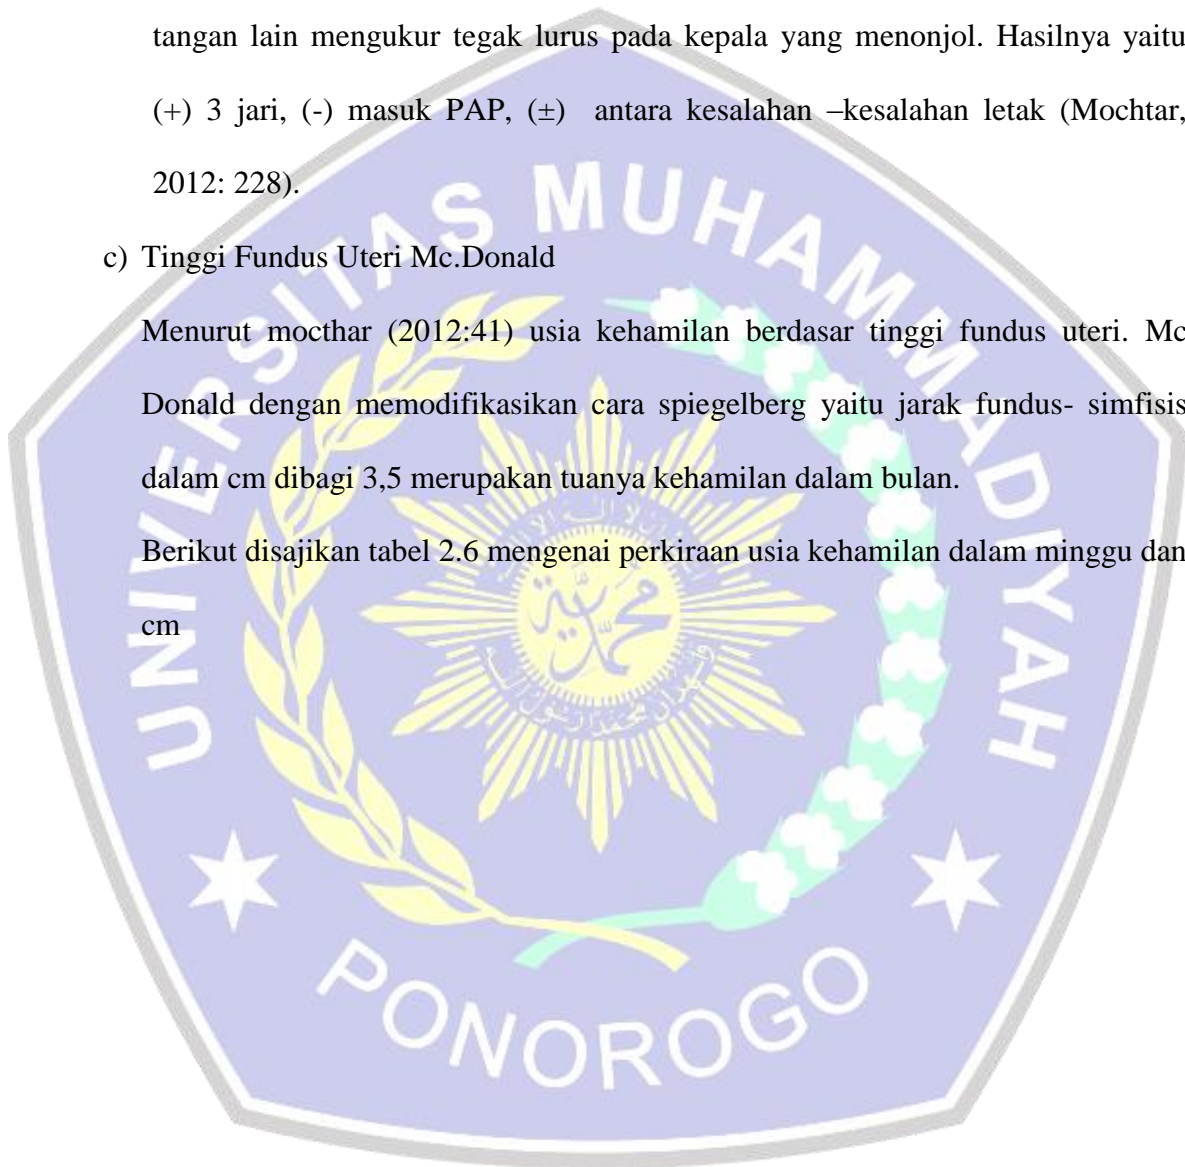 tangan lain mengukur tegak lurus pada kepala yang menonjol. Hasilnya yaitu
(+) 3 jari, (-) masuk PAP, (±) antara kesalahan –kesalahan letak (Mochtar,
2012: 228).
c) Tinggi Fundus Uteri Mc.Donald
Menurut mocthar (2012:41) usia kehamilan berdasar tinggi fundus uteri. Mc
Donald dengan memodifikasikan cara spiegelberg yaitu jarak fundus- simfisis
dalam cm dibagi 3,5 merupakan tuanya kehamilan dalam bulan.
Berikut disajikan tabel 2.6 mengenai perkiraan usia kehamilan dalam minggu dan
cm
UNIVERSITAS MUHAMMADIYAH
محمدية
PONOROGO